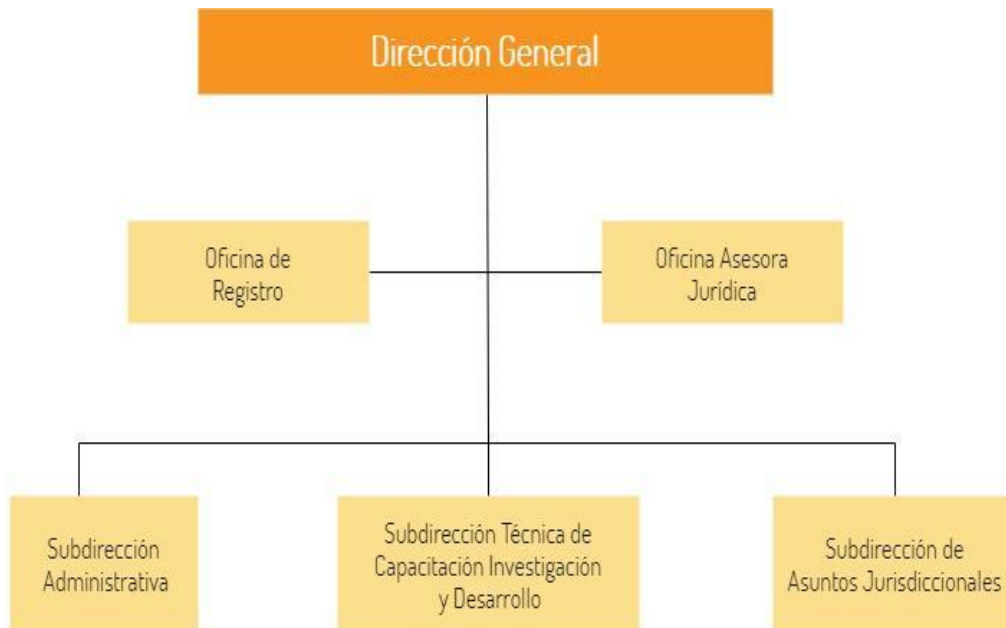 Dirección General
Oficina de
Registro
Oficina Asesora
Jurídica
Subdirección
Administrativa
Subdirección Técnica de
Capacitación Investigación
y Desarrollo
Subdirección de
Asuntos Jurisdiccionales